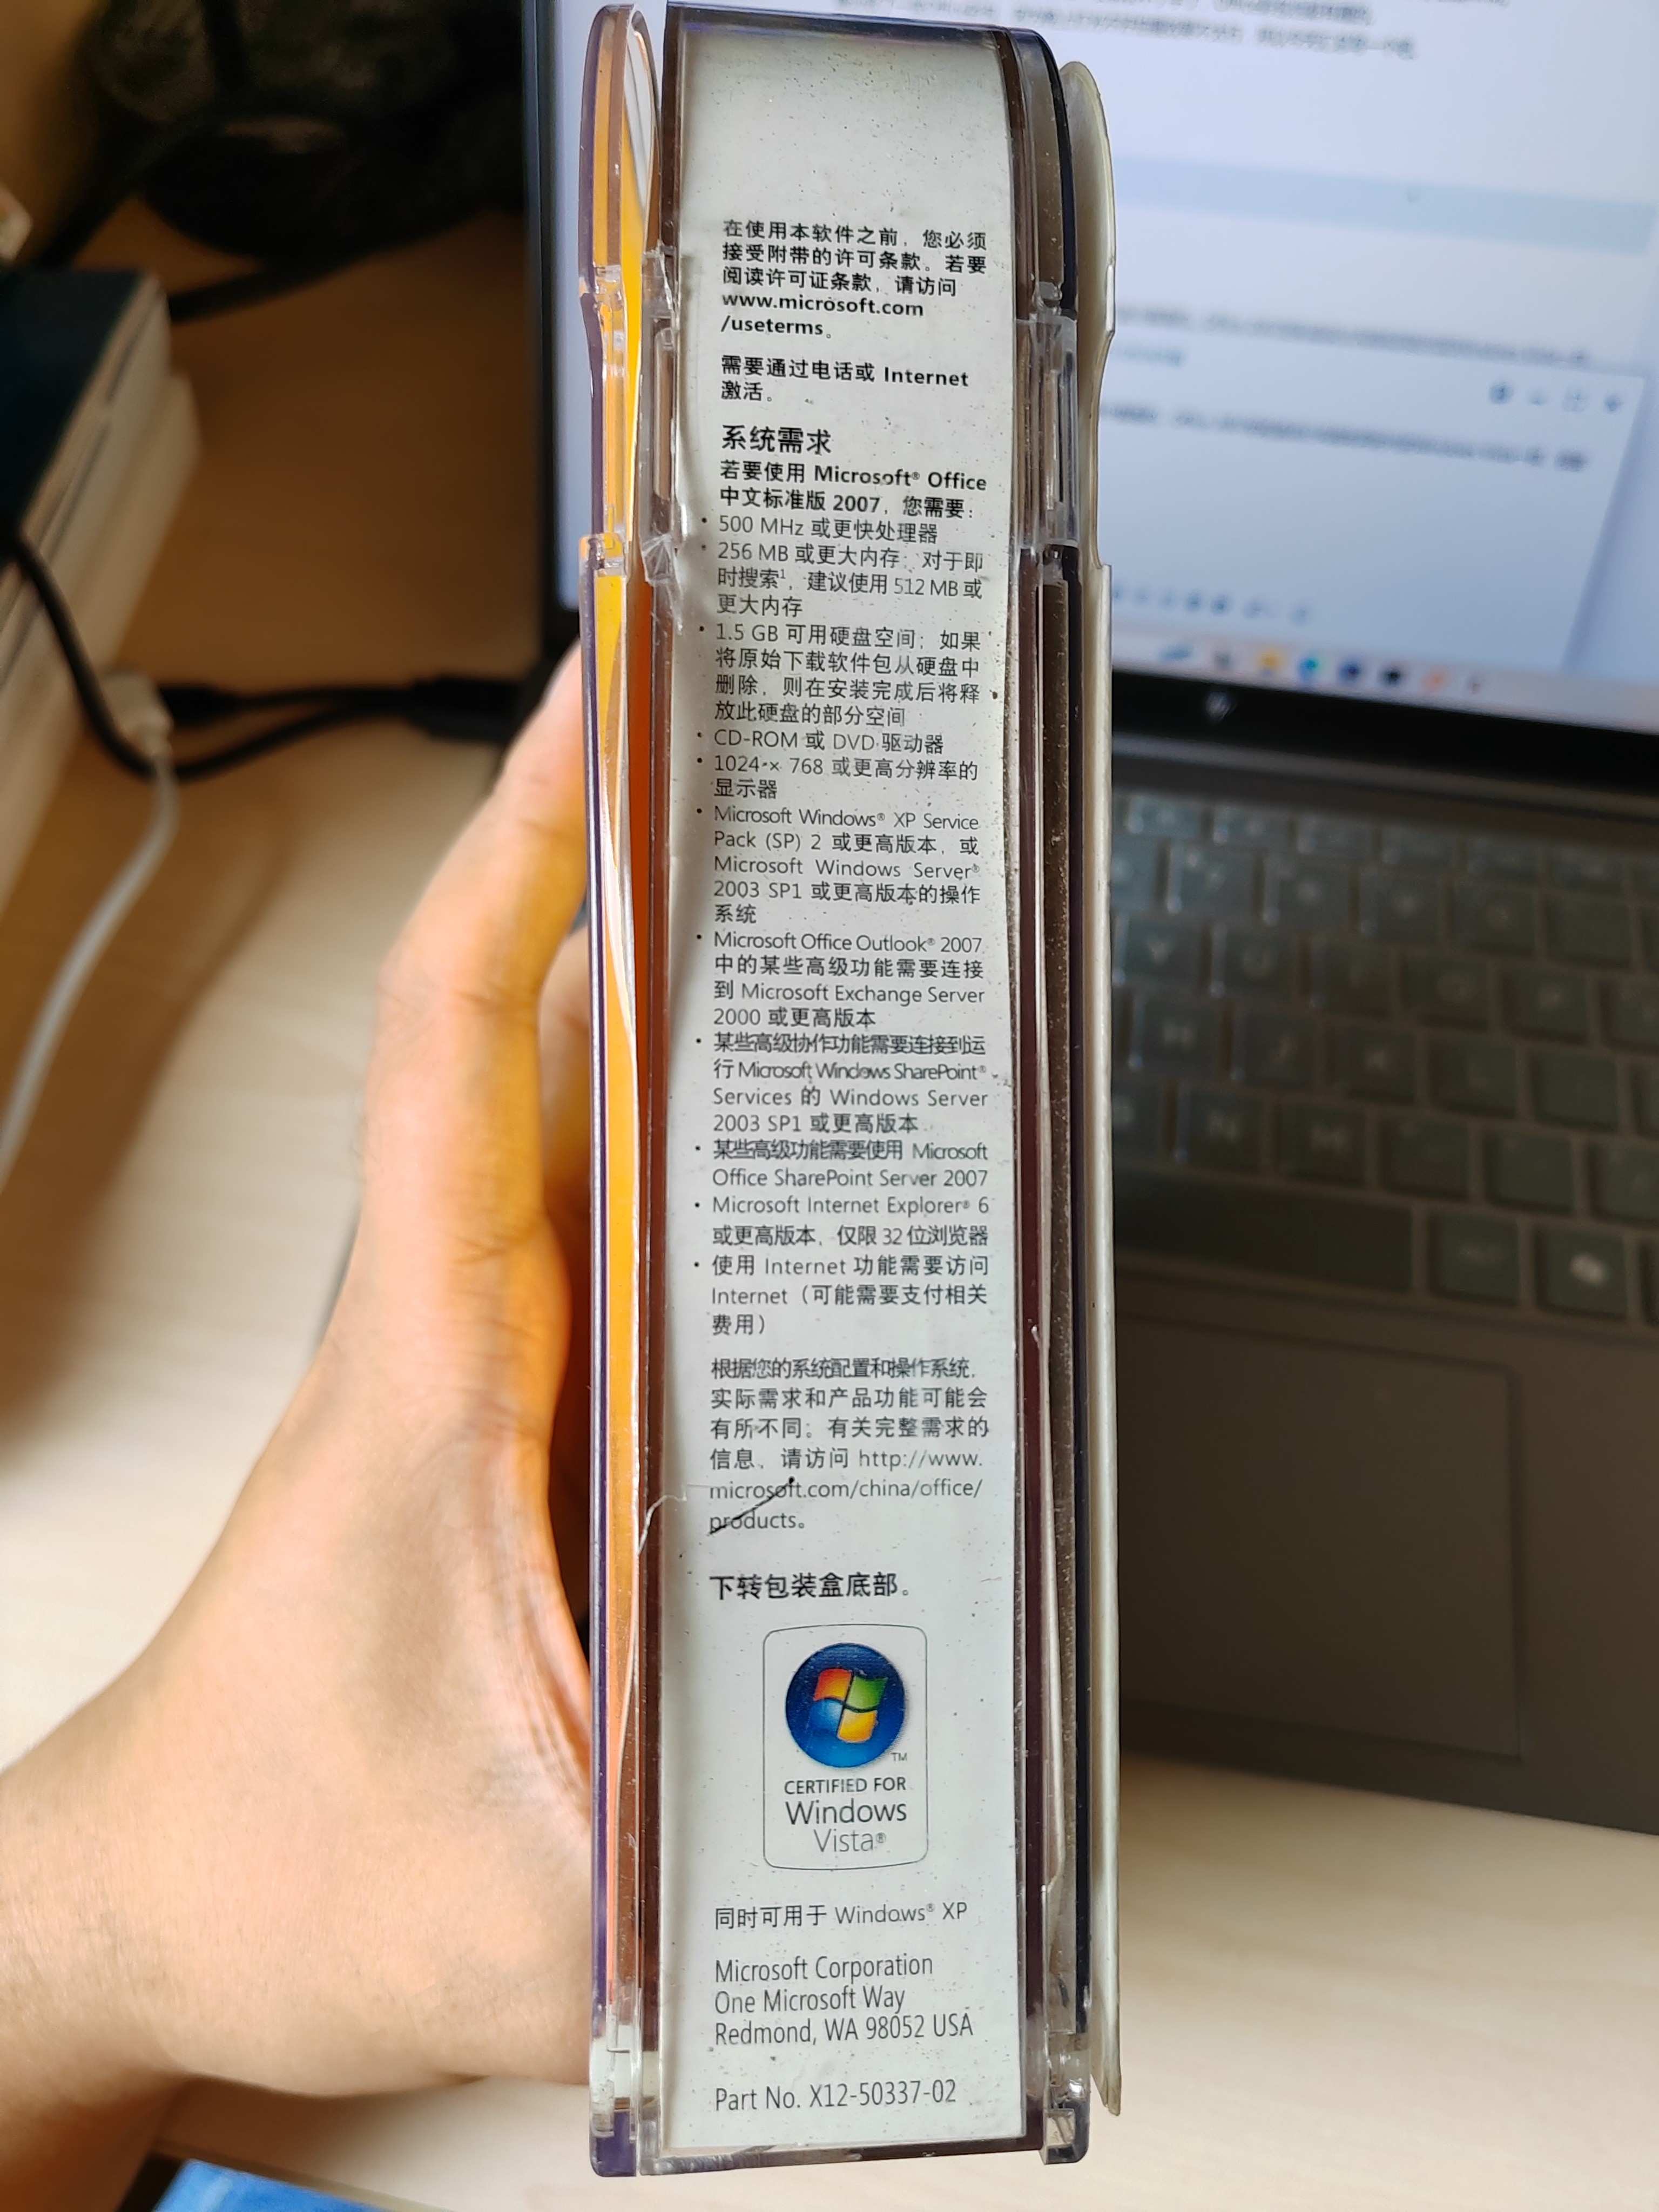 在使用本软件之前，您必须
接受附带的许可条款。若要
阅读许可证条款，请访问
www.microsoft.com
/useterms。
需要通过电话或 Internet
激活。
系统需求
若要使用 Microsoft® Office
中文标准版 2007，您需要：
• 500 MHz 或更快处理器
• 256 MB 或更大内存；对于即
时搜索¹，建议使用 512 MB 或
更大内存
• 1.5 GB 可用硬盘空间；如果
将原始下载软件包从硬盘中
删除，则在安装完成后将释
放此硬盘的部分空间
• CD-ROM 或 DVD 驱动器
• 1024 × 768 或更高分辨率的
显示器
• Microsoft Windows® XP Service
Pack (SP) 2 或更高版本，或
Microsoft Windows Server®
2003 SP1 或更高版本的操作
系统
• Microsoft Office Outlook® 2007
中的某些高级功能需要连接
到 Microsoft Exchange Server
2000 或更高版本
• 某些高级协作功能需要连接到运
行 Microsoft Windows SharePoint®
Services 的 Windows Server
2003 SP1 或更高版本
• 某些高级功能需要使用 Microsoft
Office SharePoint Server 2007
• Microsoft Internet Explorer® 6
或更高版本，仅限 32 位浏览器
• 使用 Internet 功能需要访问
Internet（可能需要支付相关
费用）
根据您的系统配置和操作系统，
实际需求和产品功能可能会
有所不同。有关完整需求的
信息，请访问 http://www.
microsoft.com/china/office/
products。
下转包装盒底部。
TM
CERTIFIED FOR
Windows
Vista®
同时可用于 Windows® XP
Microsoft Corporation
One Microsoft Way
Redmond, WA 98052 USA
Part No. X12-50337-02